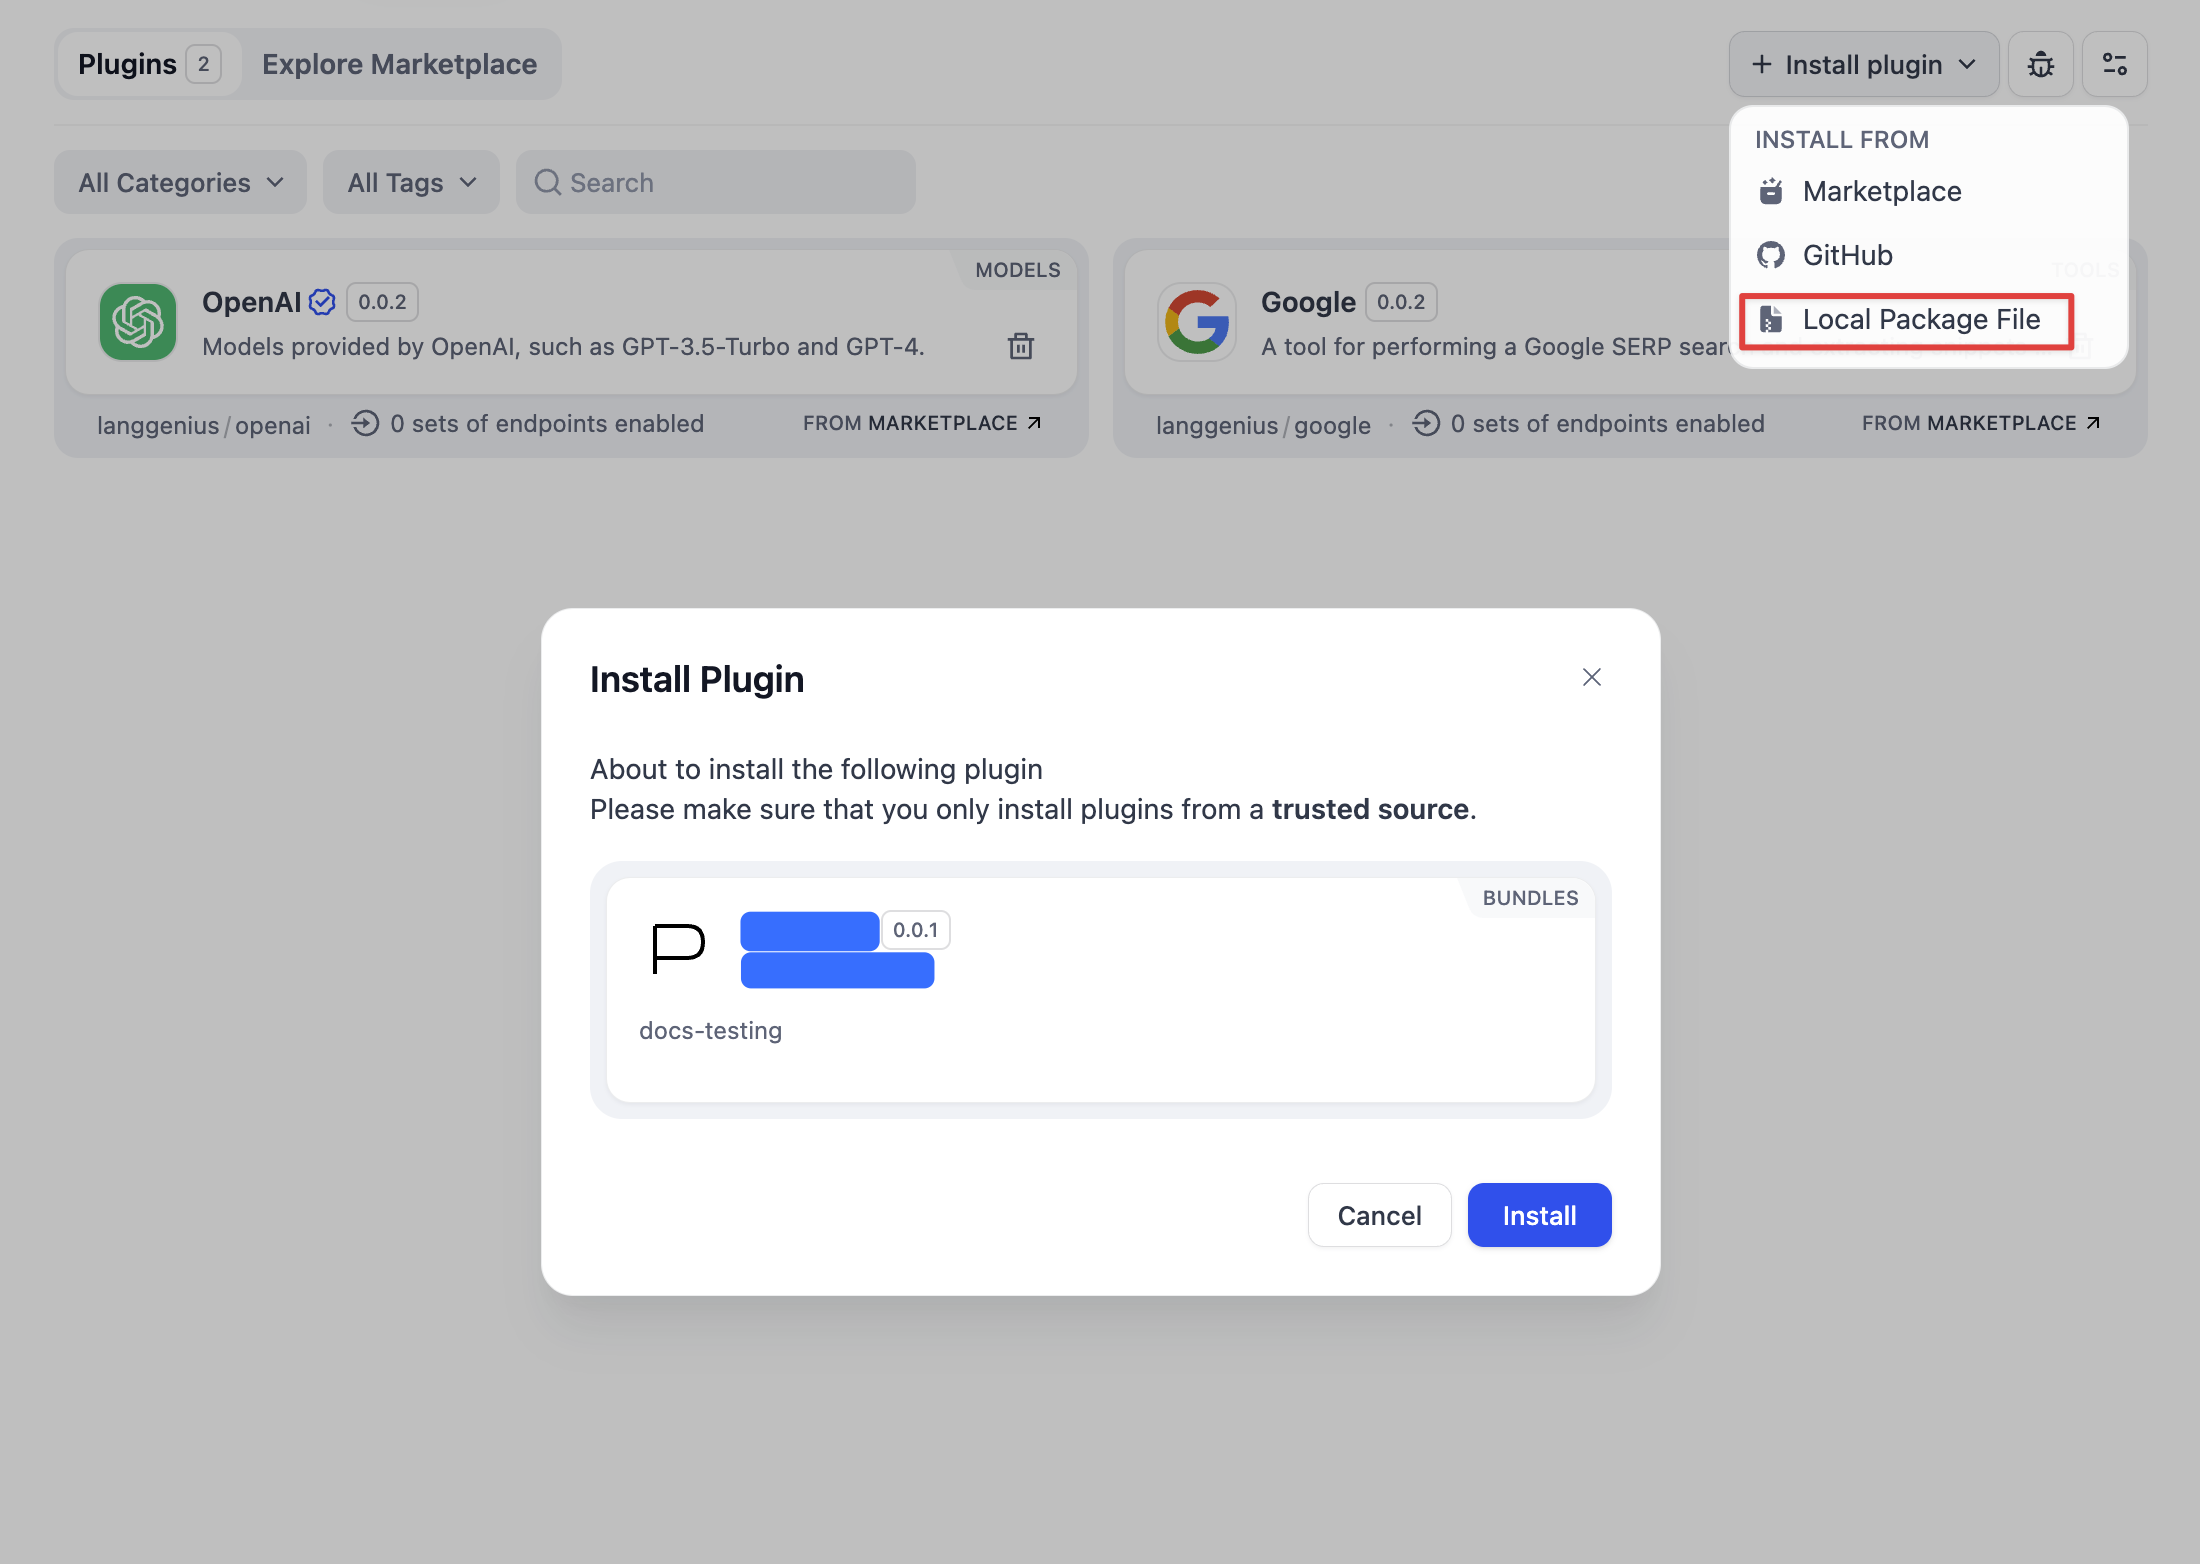 Plugins 2
Explore Marketplace
Install plugin
INSTALL FROM
Marketplace
GitHub
Local Package File
All Categories
All Tags
Search
MODELS
OpenAI 0.0.2
Models provided by OpenAI, such as GPT-3.5-Turbo and GPT-4.
langgenius / openai · 0 sets of endpoints enabled
FROM MARKETPLACE
TOOLS
Google 0.0.2
A tool for performing a Google SERP search and extracting snippets
langgenius / google · 0 sets of endpoints enabled
FROM MARKETPLACE
Install Plugin
About to install the following plugin
Please make sure that you only install plugins from a trusted source.
BUNDLES
0.0.1
docs-testing
Cancel
Install